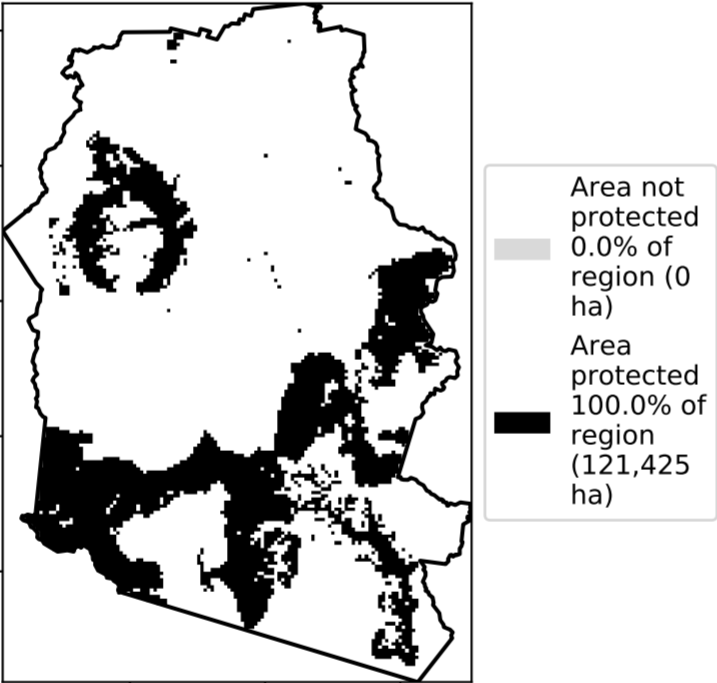 Area not
protected
0.0% of
region (0
ha)
Area
protected
100.0% of
region
(121,425
ha)